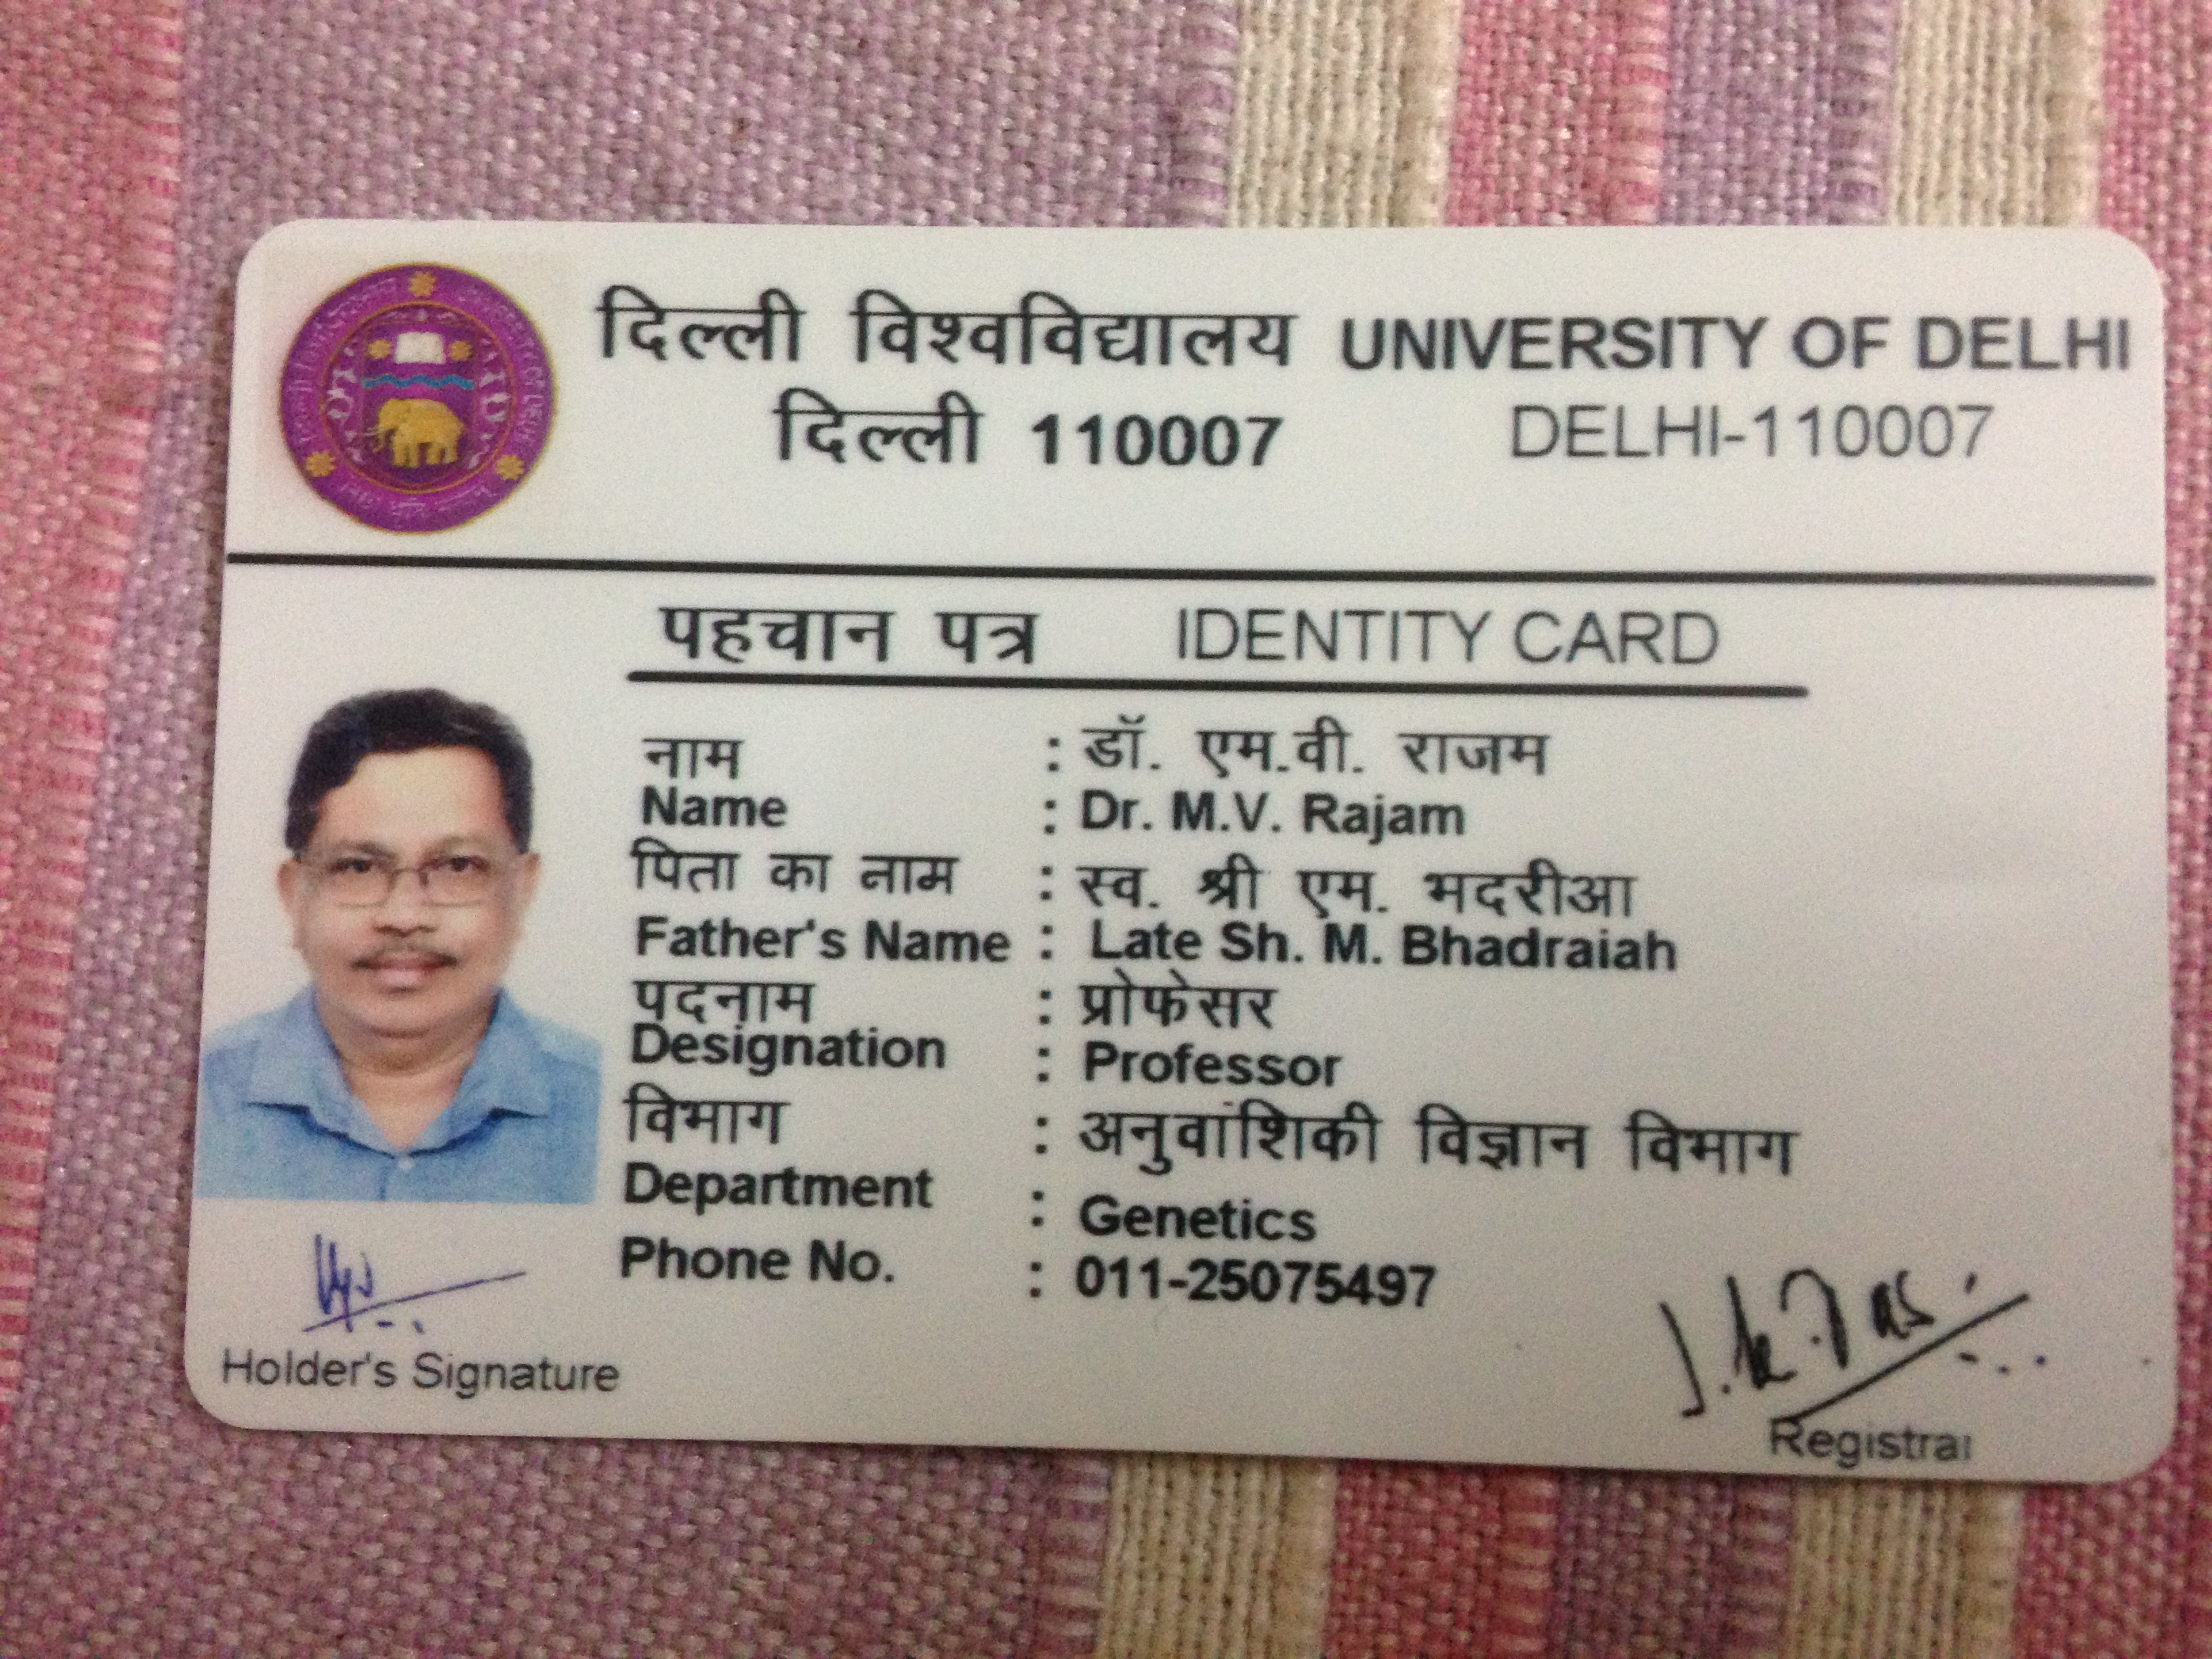 दिल्ली विश्वविद्यालय UNIVERSITY OF DELHI
दिल्ली 110007 DELHI-110007
पहचान पत्र IDENTITY CARD
नाम : डॉ. एम.वी. राजम
Name : Dr. M.V. Rajam
पिता का नाम : स्व. श्री एम. भदरीआ
Father's Name : Late Sh. M. Bhadraiah
पदनाम : प्रोफेसर
Designation : Professor
विभाग : अनुवांशिकी विज्ञान विभाग
Department : Genetics
Phone No. : 011-25075497
Holder's Signature
Registrar